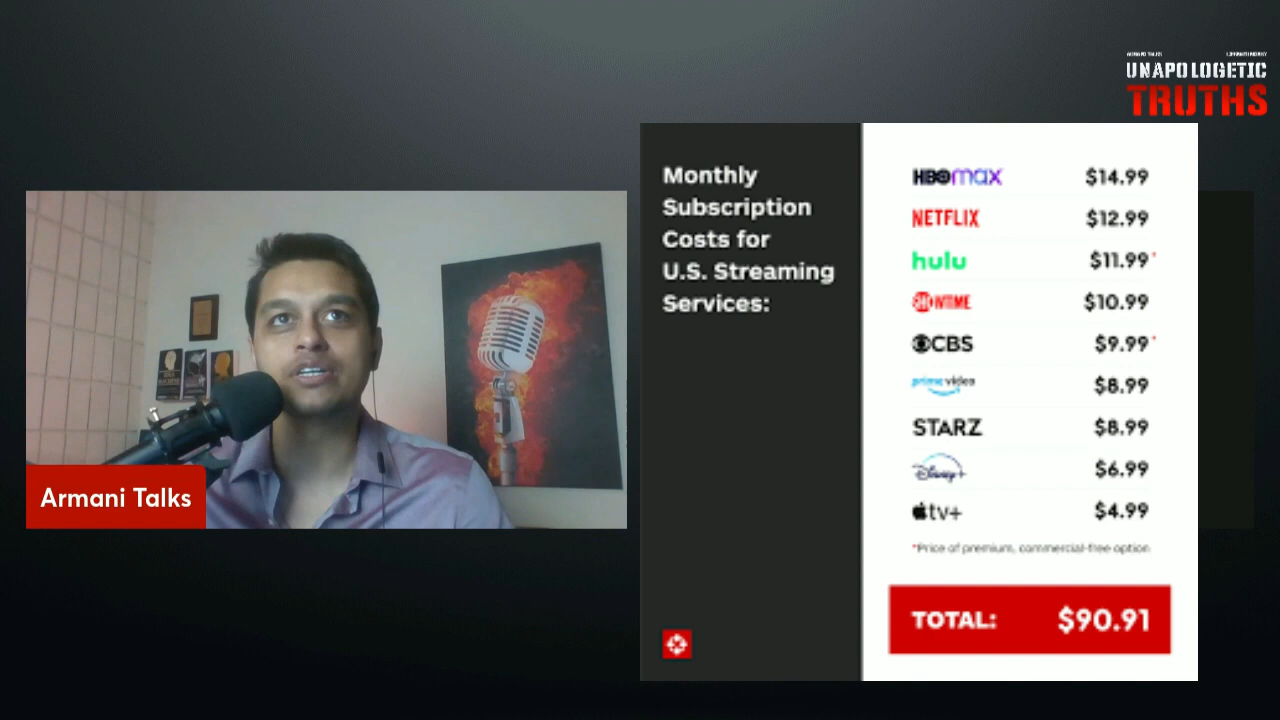 UNAPOLOGETIC
TRUTHS
Armani Talks
Monthly
Subscription
Costs for
U.S. Streaming
Services:
HBOmax $14.99
NETFLIX $12.99
hulu $11.99*
SHOWTIME $10.99
CBS $9.99*
prime video $8.99
STARZ $8.99
Disney+ $6.99
tv+ $4.99
*Price of premium, commercial-free option
TOTAL: $90.91